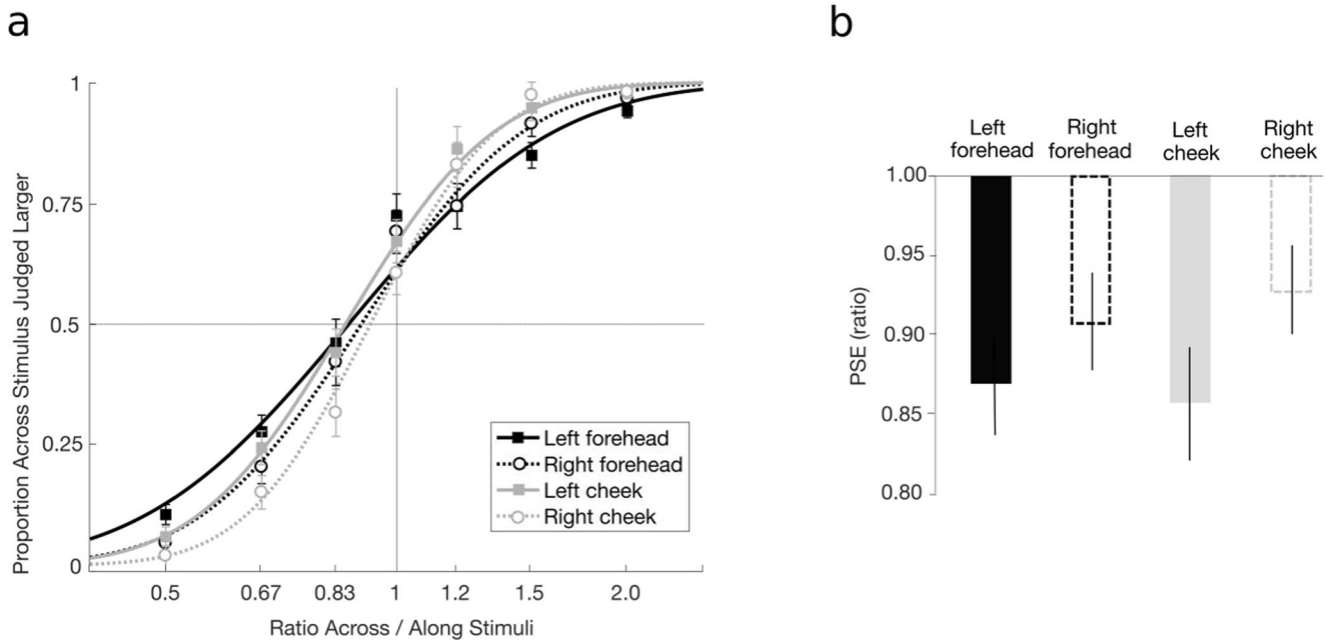 a
Proportion Across Stimulus Judged Larger
1
0.75
0.5
0.25
0
0.5 0.67 0.83 1 1.2 1.5 2.0
Ratio Across / Along Stimuli
Left forehead
Right forehead
Left cheek
Right cheek
b
Left forehead
Right forehead
Left cheek
Right cheek
PSE (ratio)
1.00
0.95
0.90
0.85
0.80